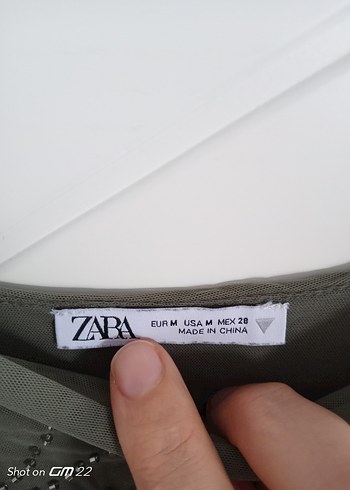 ZARA
EUR M USA M MEX 28
MADE IN CHINA
Shot on GM 22